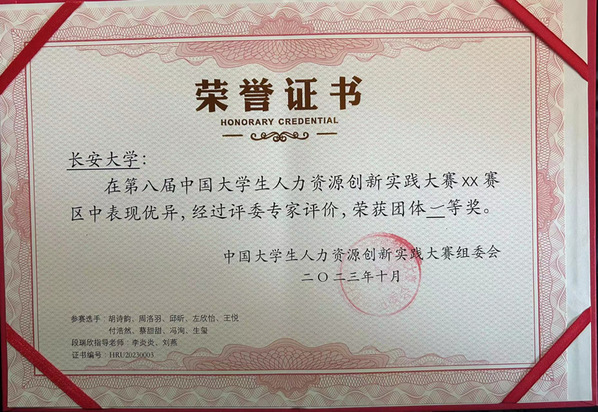 荣誉证书
HONORARY CREDENTIAL
长安大学：
在第八届中国大学生人力资源创新实践大赛XX赛
区中表现优异，经过评委专家评价，荣获团体一等奖。
中国大学生人力资源创新实践大赛组委会
二〇二三年十月
参赛选手：胡诗韵、周洛羽、邱昕、左欣怡、王悦
付浩然、蔡甜甜、冯洵、生玺
段瑞欣指导老师：李炎炎、刘燕
证书编号：HRU20230003